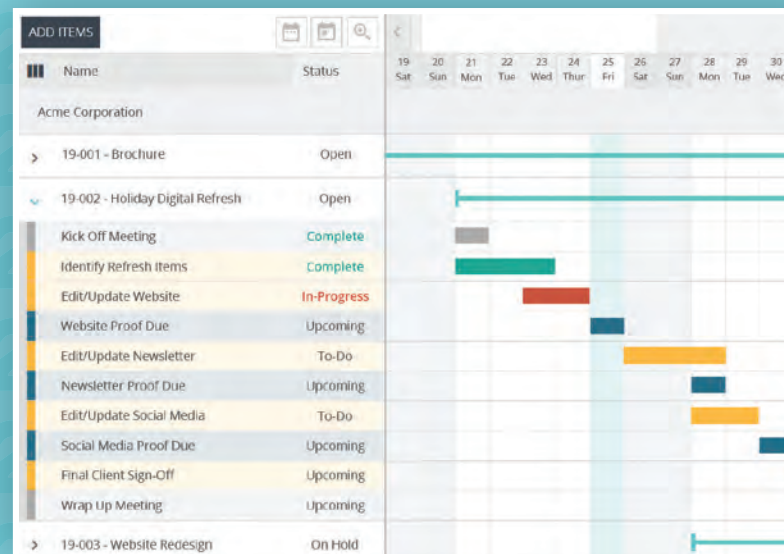 ADD ITEMS
Name Status
19 20 21 22 23 24 25 26 27 28 29 30
Sat Sun Mon Tue Wed Thur Fri Sat Sun Mon Tue Wed
Acme Corporation
19-001 - Brochure Open
19-002 - Holiday Digital Refresh Open
Kick Off Meeting Complete
Identify Refresh Items Complete
Edit/Update Website In-Progress
Website Proof Due Upcoming
Edit/Update Newsletter To-Do
Newsletter Proof Due Upcoming
Edit/Update Social Media To-Do
Social Media Proof Due Upcoming
Final Client Sign-Off Upcoming
Wrap Up Meeting Upcoming
19-003 - Website Redesign On Hold